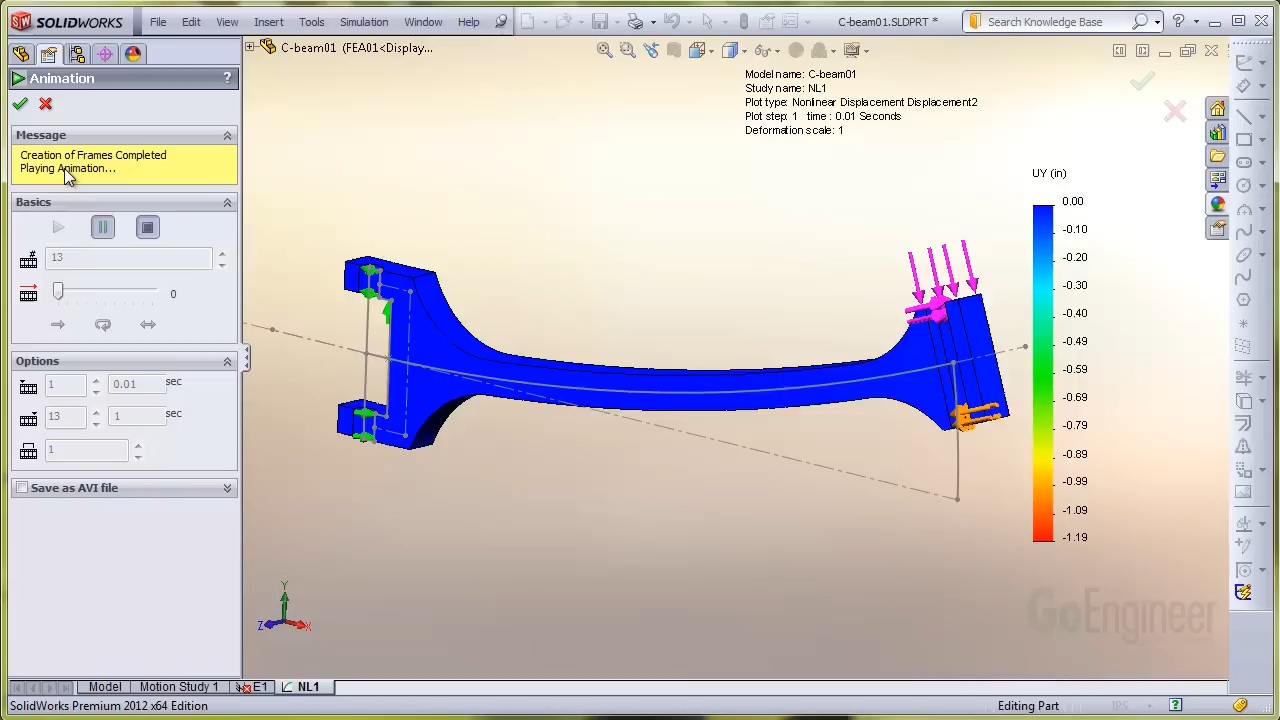 SOLIDWORKS
File Edit View Insert Tools Simulation Window Help
C-beam01.SLDPRT *
Search Knowledge Base
?
C-beam01 (FEA01<Display...
Animation
?
Message
Creation of Frames Completed
Playing Animation...
Basics
13
0
Options
1 0.01 sec
13 1 sec
1
Save as AVI file
Model name: C-beam01
Study name: NL1
Plot type: Nonlinear Displacement Displacement2
Plot step: 1 time : 0.01 Seconds
Deformation scale: 1
UY (in)
0.00
-0.10
-0.20
-0.30
-0.40
-0.49
-0.59
-0.69
-0.79
-0.89
-0.99
-1.09
-1.19
Y
Z
X
GoEngineer
Model Motion Study 1 E1 NL1
SolidWorks Premium 2012 x64 Edition
Editing Part
IPS
?